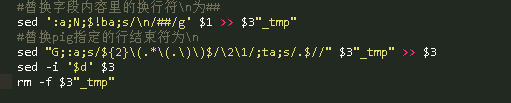 #替换字段内容里的换行符\n为##
sed ':a;N;$!ba;s/\n/##/g' $1 >> $3"_tmp"
#替换pig指定的行结束符为\n
sed "G;:a;s/${2}\(.*\(.\)\)$/\2\1/;ta;s/.$//" $3"_tmp" >> $3
sed -i '$d' $3
rm -f $3"_tmp"